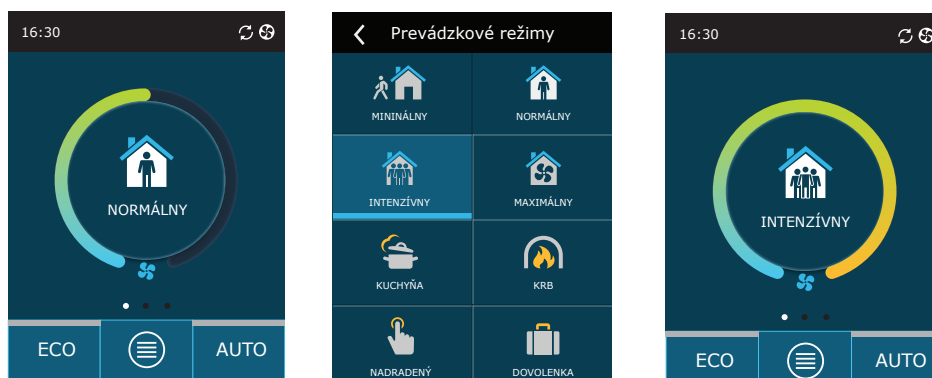 16:30
NORMÁLNY
ECO
AUTO
Prevádzkové režimy
MININÁLNY
NORMÁLNY
INTENZÍVNY
MAXIMÁLNY
KUCHYŇA
KRB
NADRADENÝ
DOVOLENKA
16:30
INTENZÍVNY
ECO
AUTO